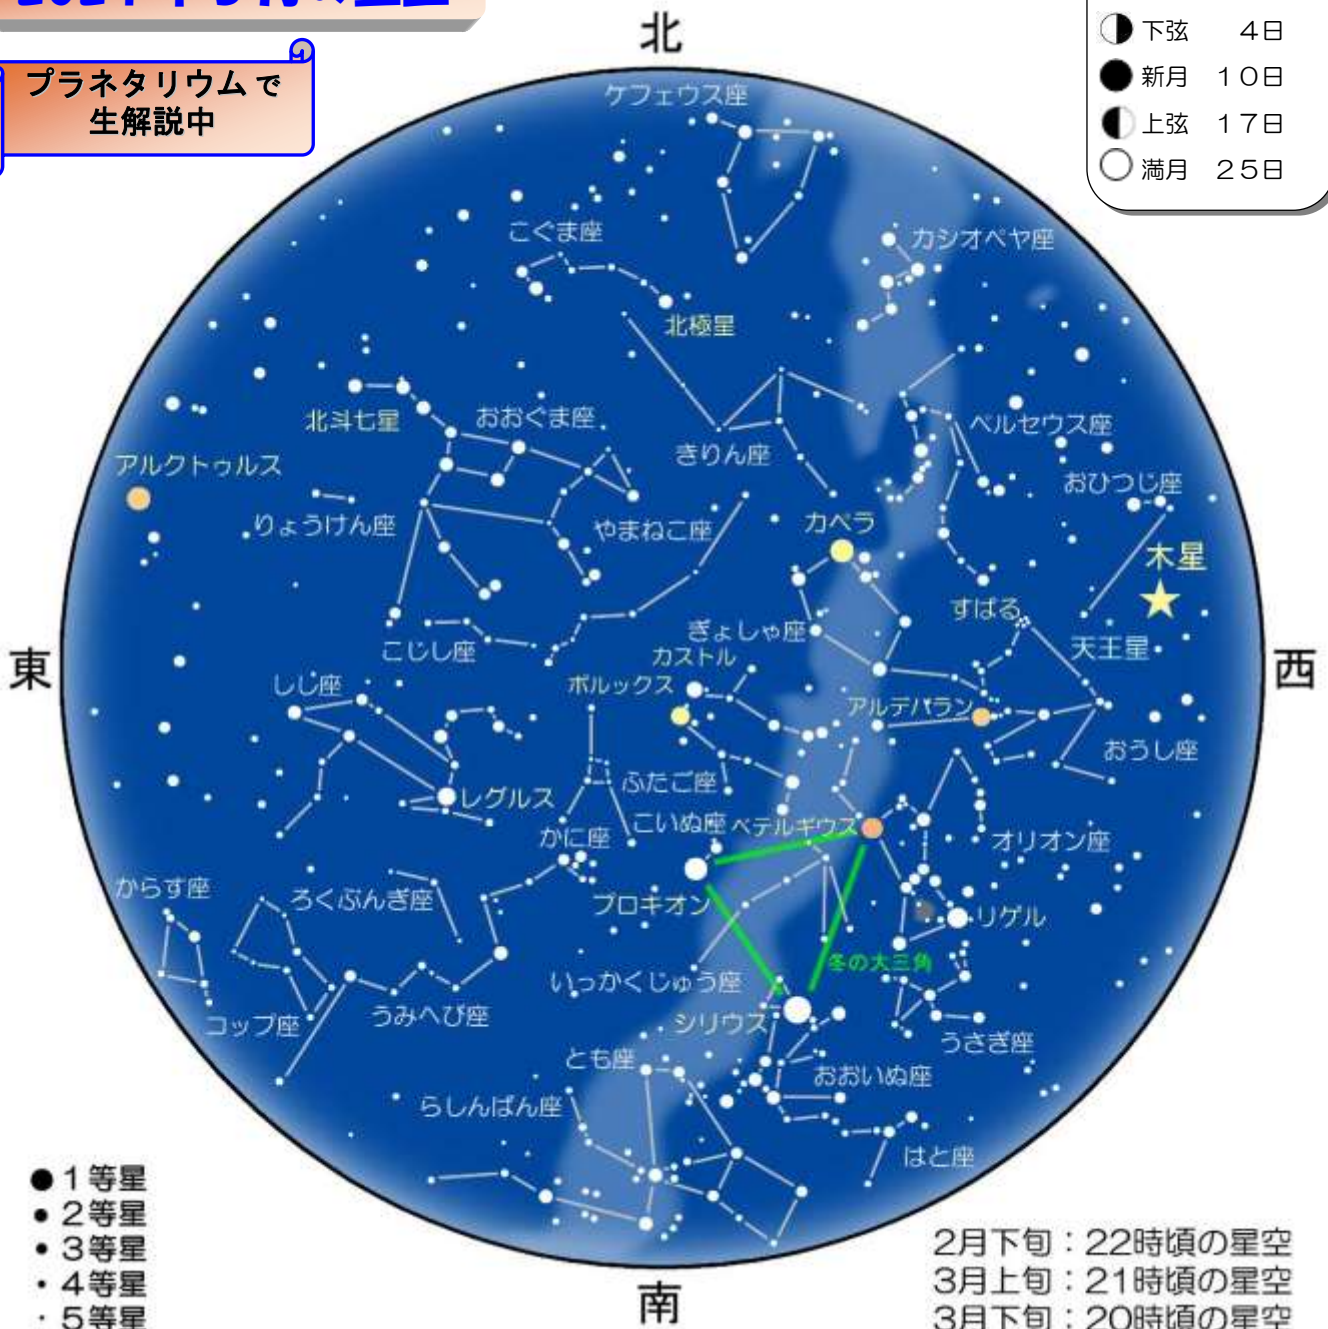 プラネタリウムで
生解説中
下弦 4日
新月 10日
上弦 17日
満月 25日
北
ケフェウス座
こぐま座
カシオペヤ座
北極星
北斗七星
おおぐま座
ペルセウス座
きりん座
アルクトゥルス
おひつじ座
りょうけん座
やまねこ座
カペラ
木星
すばる
ぎょしゃ座
こじし座
カストル
天王星
東
西
しし座
ポルックス
アルデバラン
おうし座
ふたご座
レグルス
こいぬ座
ベテルギウス
かに座
オリオン座
からす座
ろくぶんぎ座
プロキオン
リゲル
冬の大三角
いっかくじゅう座
コップ座
うみへび座
シリウス
うさぎ座
とも座
おおいぬ座
らしんばん座
はと座
1等星
2等星
3等星
4等星
5等星
2月下旬:22時頃の星空
3月上旬:21時頃の星空
3月下旬:20時頃の星空
南